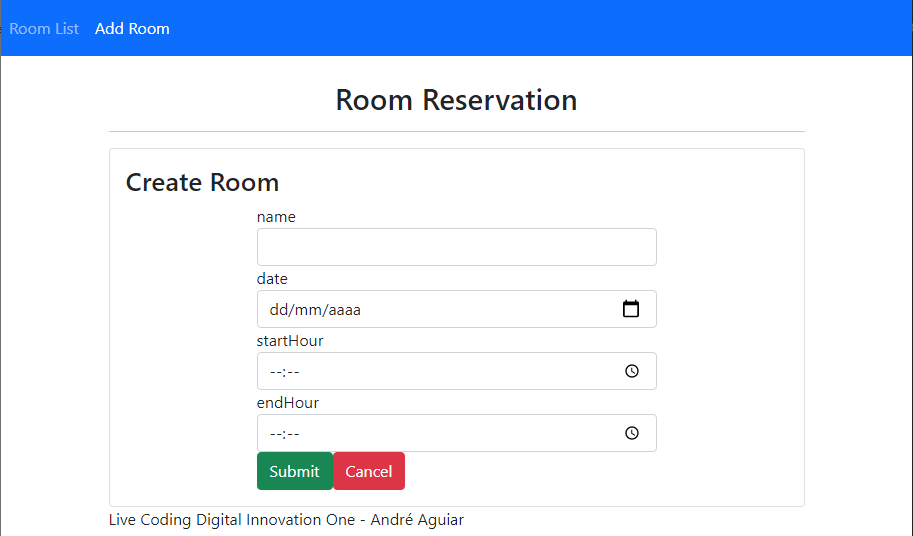 Room List Add Room
Room Reservation
Create Room
name
date
dd/mm/aaaa
startHour
--:--
endHour
--:--
Submit Cancel
Live Coding Digital Innovation One - André Aguiar